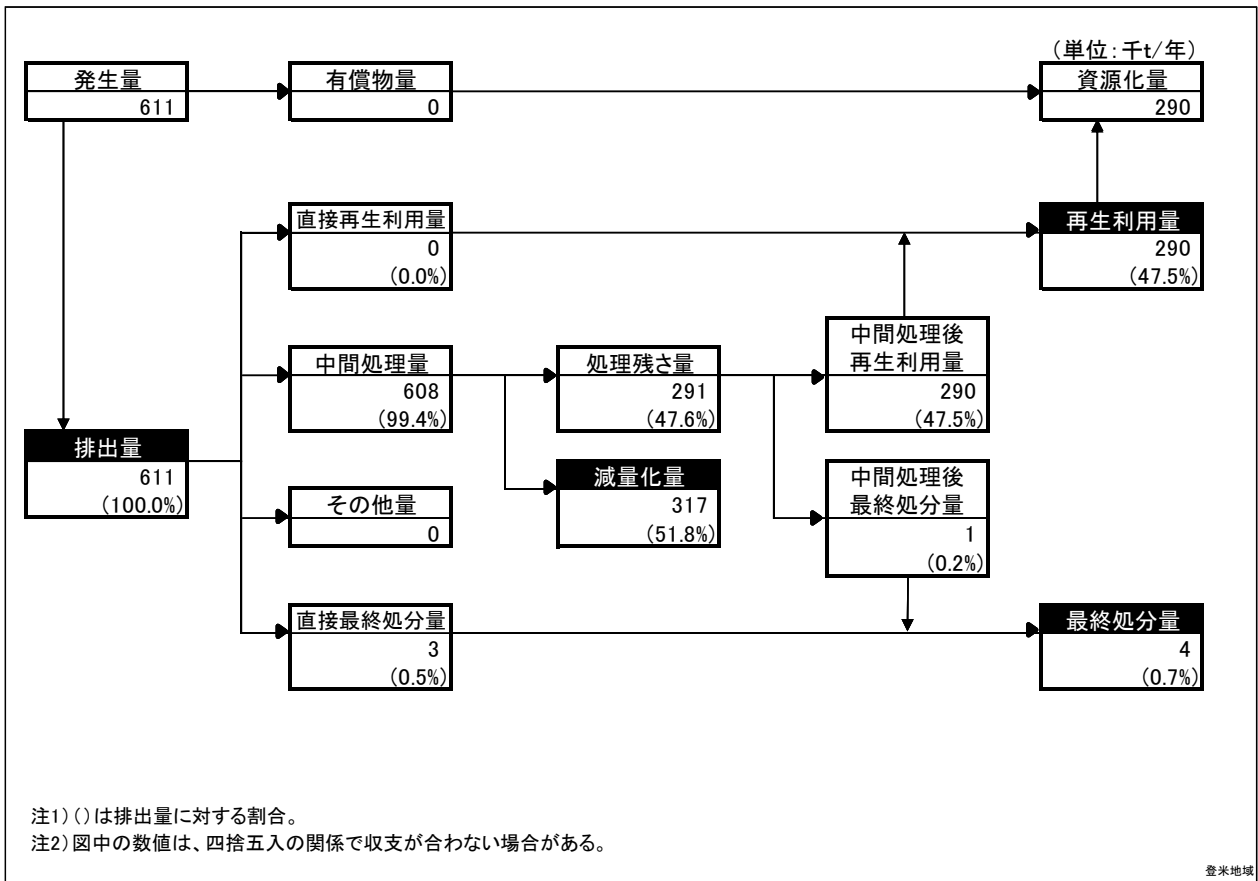 (単位:千t/年)
発生量
611
有償物量
0
資源化量
290
直接再生利用量
0
(0.0%)
再生利用量
290
(47.5%)
中間処理量
608
(99.4%)
処理残さ量
291
(47.6%)
中間処理後
再生利用量
290
(47.5%)
排出量
611
(100.0%)
減量化量
317
(51.8%)
中間処理後
最終処分量
1
(0.2%)
その他量
0
直接最終処分量
3
(0.5%)
最終処分量
4
(0.7%)
注1)()は排出量に対する割合。
注2)図中の数値は、四捨五入の関係で収支が合わない場合がある。
登米地域